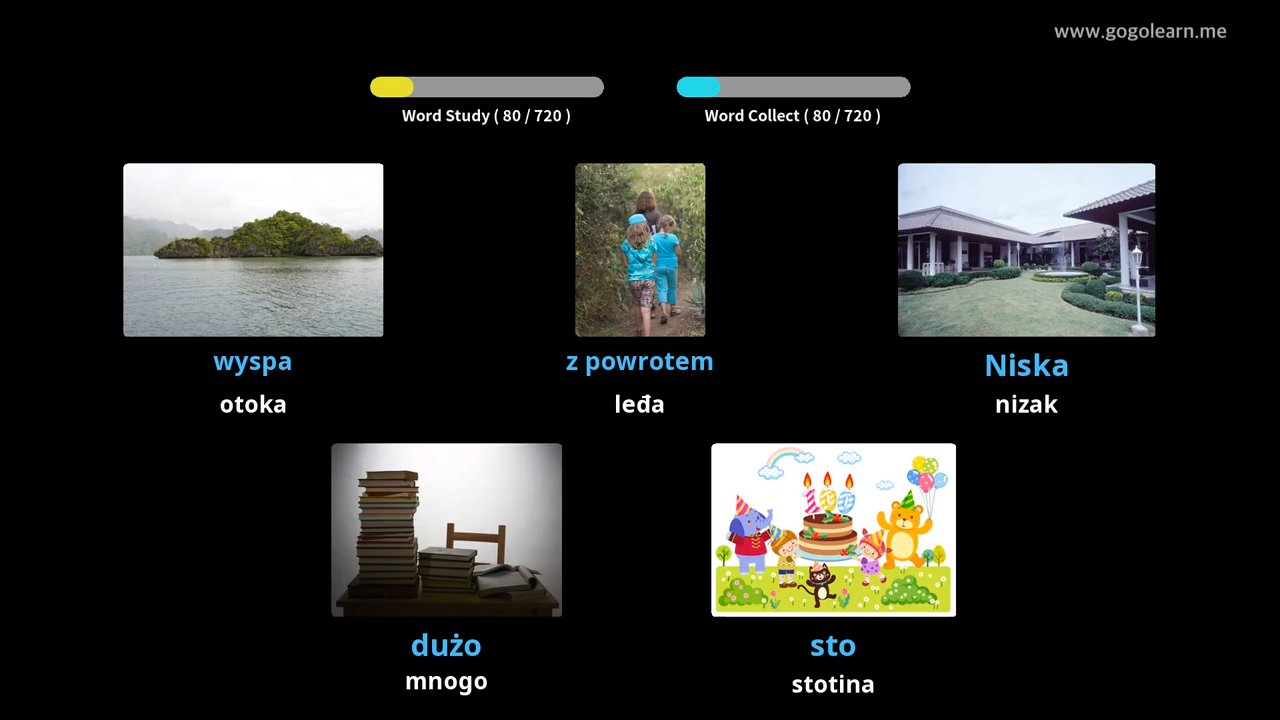 www.gogolearn.me
Word Study ( 80 / 720 )
Word Collect ( 80 / 720 )
wyspa
otoka
z powrotem
leđa
Niska
nizak
dużo
mnogo
sto
stotina
100